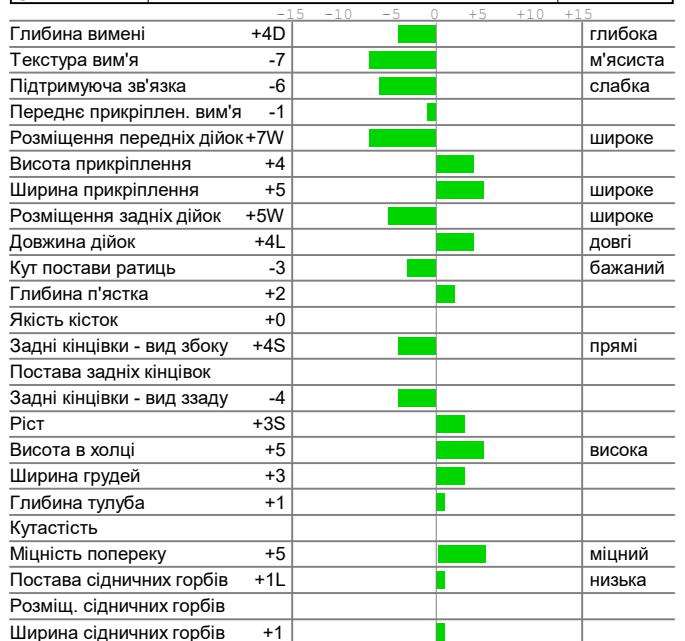 -15 -10 -5 0 +5 +10 +15
Глибина вимені +4D глибока
Текстура вим'я -7 м'ясиста
Підтримуюча зв'язка -6 слабка
Переднє прикріплен. вим'я -1
Розміщення передніх дійок +7W широке
Висота прикріплення +4
Ширина прикріплення +5 широке
Розміщення задніх дійок +5W широке
Довжина дійок +4L довгі
Кут постави ратиць -3 бажаний
Глибина п'ястка +2
Якість кісток +0
Задні кінцівки - вид збоку +4S прямі
Постава задніх кінцівок
Задні кінцівки - вид ззаду -4
Ріст +3S
Висота в холці +5 висока
Ширина грудей +3
Глибина тулуба +1
Кутастість
Міцність попереку +5 міцний
Постава сідничних горбів +1L низька
Розміщ. сідничних горбів
Ширина сідничних горбів +1